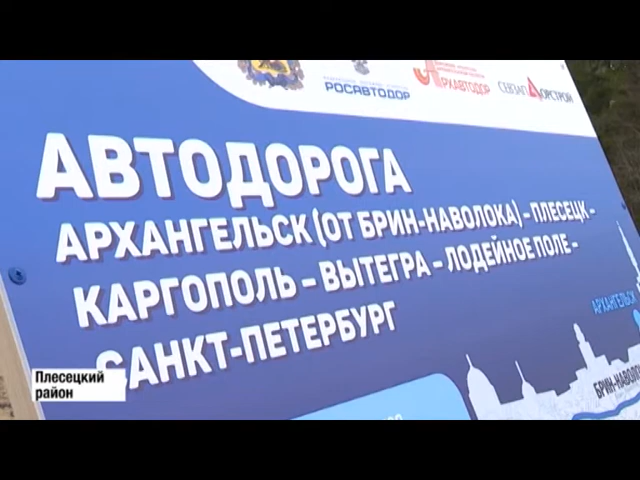 РОСАВТОДОР
АРХАВТОДОР
СЕВЗАПДОРСТРОЙ
АВТОДОРОГА
АРХАНГЕЛЬСК (ОТ БРИН-НАВОЛОКА) – ПЛЕСЕЦК –
КАРГОПОЛЬ – ВЫТЕГРА – ЛОДЕЙНОЕ ПОЛЕ –
САНКТ-ПЕТЕРБУРГ
АРХАНГЕЛЬСК
БРИН-НАВОЛОК
Плесецкий
район